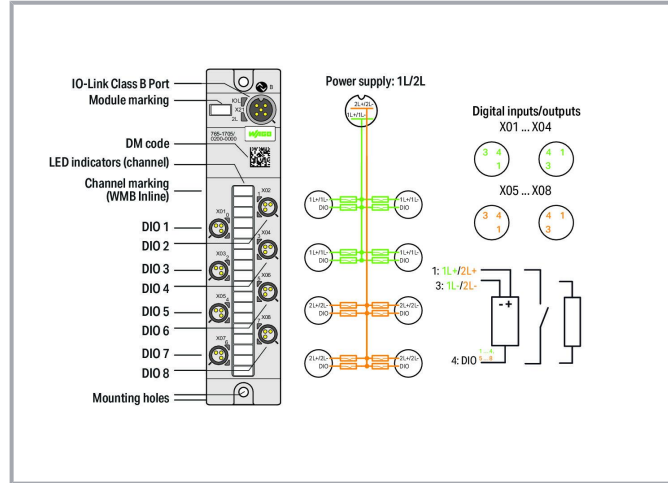 IO-Link Class B Port
Module marking
DM code
LED indicators (channel)
Channel marking
(WMB Inline)
DIO 1
DIO 2
DIO 3
DIO 4
DIO 5
DIO 6
DIO 7
DIO 8
Mounting holes
B
IOL
X21
2L
WAGO
765-1705/
0200-0000
X01
X02
X03
X04
X05
X06
X07
X08
Power supply: 1L/2L
2L+/2L-
1L+/1L-
1L+/1L-
DIO
1L+/1L-
DIO
1L+/1L-
DIO
1L+/1L-
DIO
2L+/2L-
DIO
2L+/2L-
DIO
2L+/2L-
DIO
2L+/2L-
DIO
Digital inputs/outputs
X01 ... X04
3 4
1
4 1
3
X05 ... X08
3 4
1
4 1
3
1: 1L+/2L+
3: 1L-/2L-
- +
4: DIO